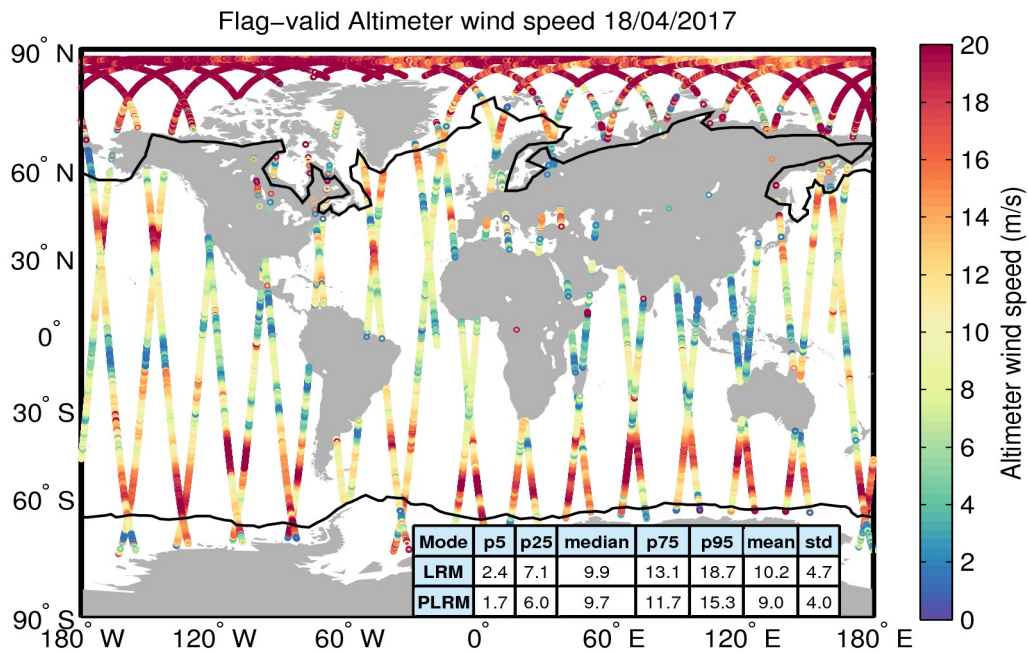 Flag−valid Altimeter wind speed 18/04/2017
90° N
60° N
30° N
0°
30° S
60° S
90° S
180° W
120° W
60° W
0°
60° E
120° E
180° E
Mode p5 p25 median p75 p95 mean std
LRM 2.4 7.1 9.9 13.1 18.7 10.2 4.7
PLRM 1.7 6.0 9.7 11.7 15.3 9.0 4.0
20
18
16
14
12
10
8
6
4
2
0
Altimeter wind speed (m/s)